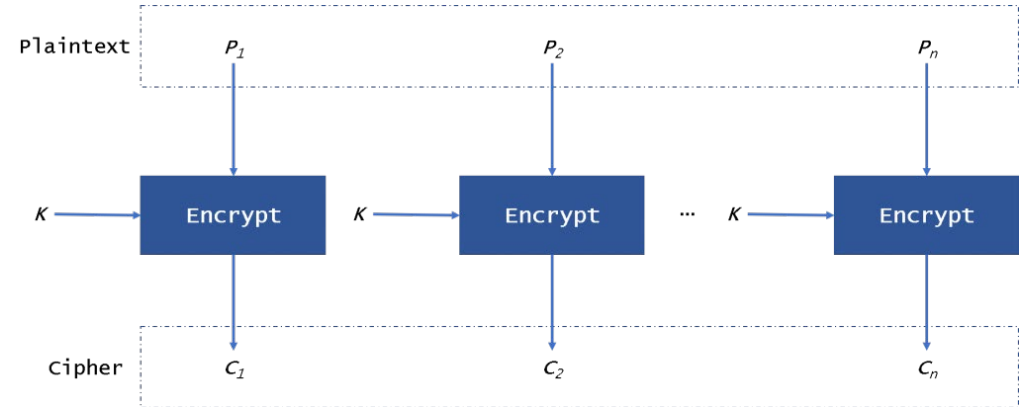 Plaintext P1 P2 Pn
K Encrypt K Encrypt ... K Encrypt
Cipher C1 C2 Cn